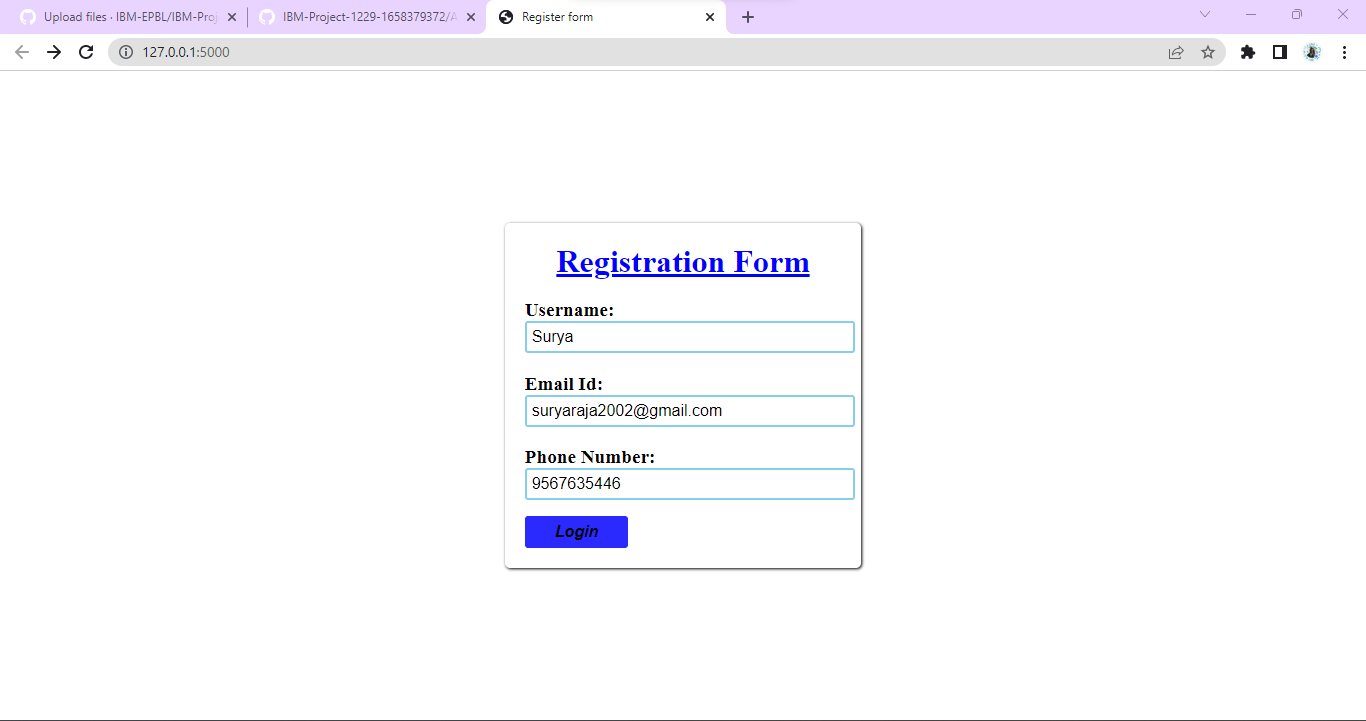 Upload files · IBM-EPBL/IBM-Proj
IBM-Project-1229-1658379372/A
Register form
127.0.0.1:5000
Registration Form
Username:
Surya
Email Id:
suryaraja2002@gmail.com
Phone Number:
9567635446
Login